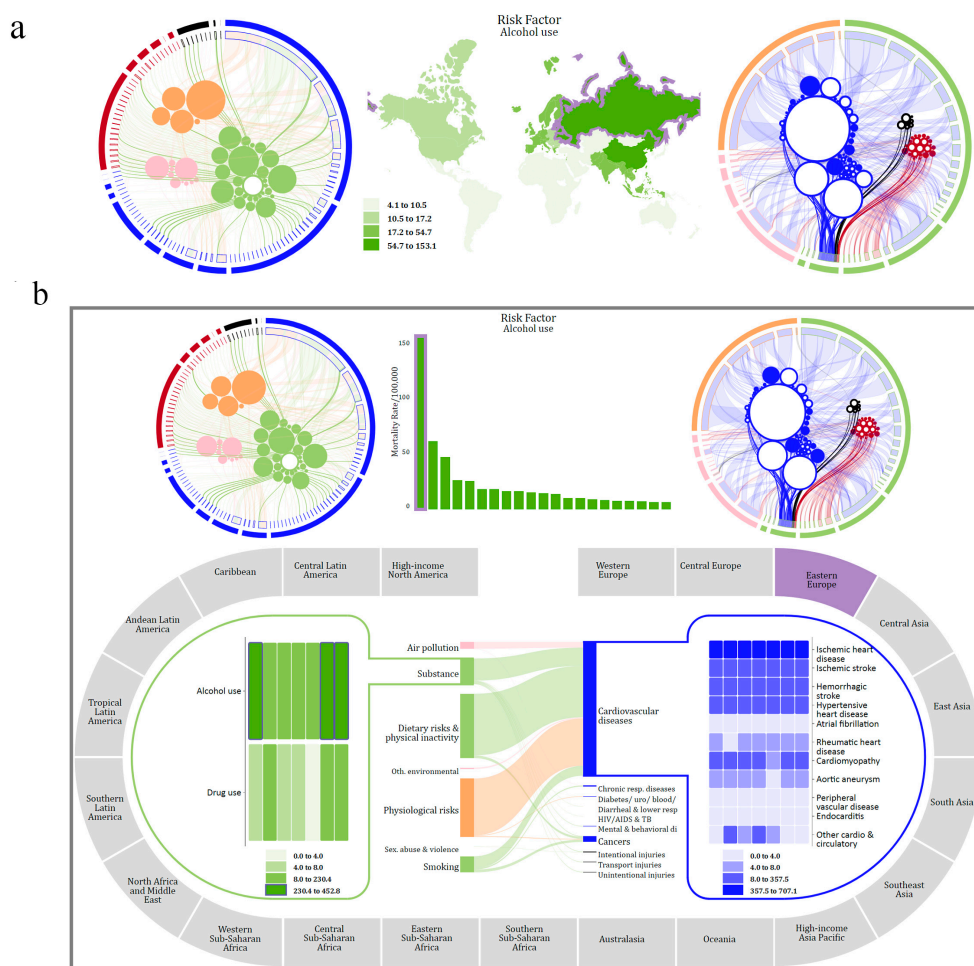 a
Risk Factor
Alcohol use
4.1 to 10.5
10.5 to 17.2
17.2 to 54.7
54.7 to 153.1
b
Risk Factor
Alcohol use
Mortality Rate/100,000
150
100
50
0
Caribbean
Central Latin
America
High-income
North America
Western
Europe
Central Europe
Eastern
Europe
Andean Latin
America
Central Asia
Tropical
Latin
America
East Asia
Southern
Latin
America
South Asia
North Africa
and Middle
East
Southeast
Asia
Western
Sub-Saharan
Africa
Central
Sub-Saharan
Africa
Eastern
Sub-Saharan
Africa
Southern
Sub-Saharan
Africa
Australasia
Oceania
High-income
Asia Pacific
Alcohol use
Drug use
0.0 to 4.0
4.0 to 8.0
8.0 to 230.4
230.4 to 452.8
Air pollution
Substance
Dietary risks &
physical inactivity
Oth. environmental
Physiological risks
Sex. abuse & violence
Smoking
Cardiovascular
diseases
Chronic resp. diseases
Diabetes/ uro/ blood/
Diarrheal & lower resp
HIV/AIDS & TB
Mental & behavioral di
Cancers
Intentional injuries
Transport injuries
Unintentional injuries
Ischemic heart
disease
Ischemic stroke
Hemorrhagic
stroke
Hypertensive
heart disease
Atrial fibrillation
Rheumatic heart
disease
Cardiomyopathy
Aortic aneurysm
Peripheral
vascular disease
Endocarditis
Other cardio &
circulatory
0.0 to 4.0
4.0 to 8.0
8.0 to 357.5
357.5 to 707.1